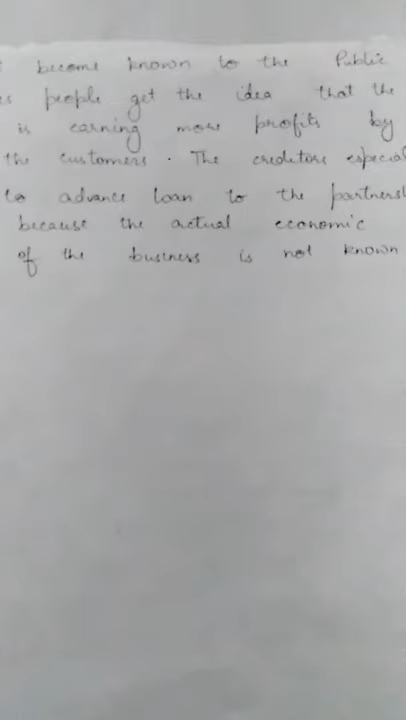 become known to the Public
people get the idea that the
is earning more profits by
the customers. The creditors especial
to advance loan to the partners
because the actual economic
of the business is not known